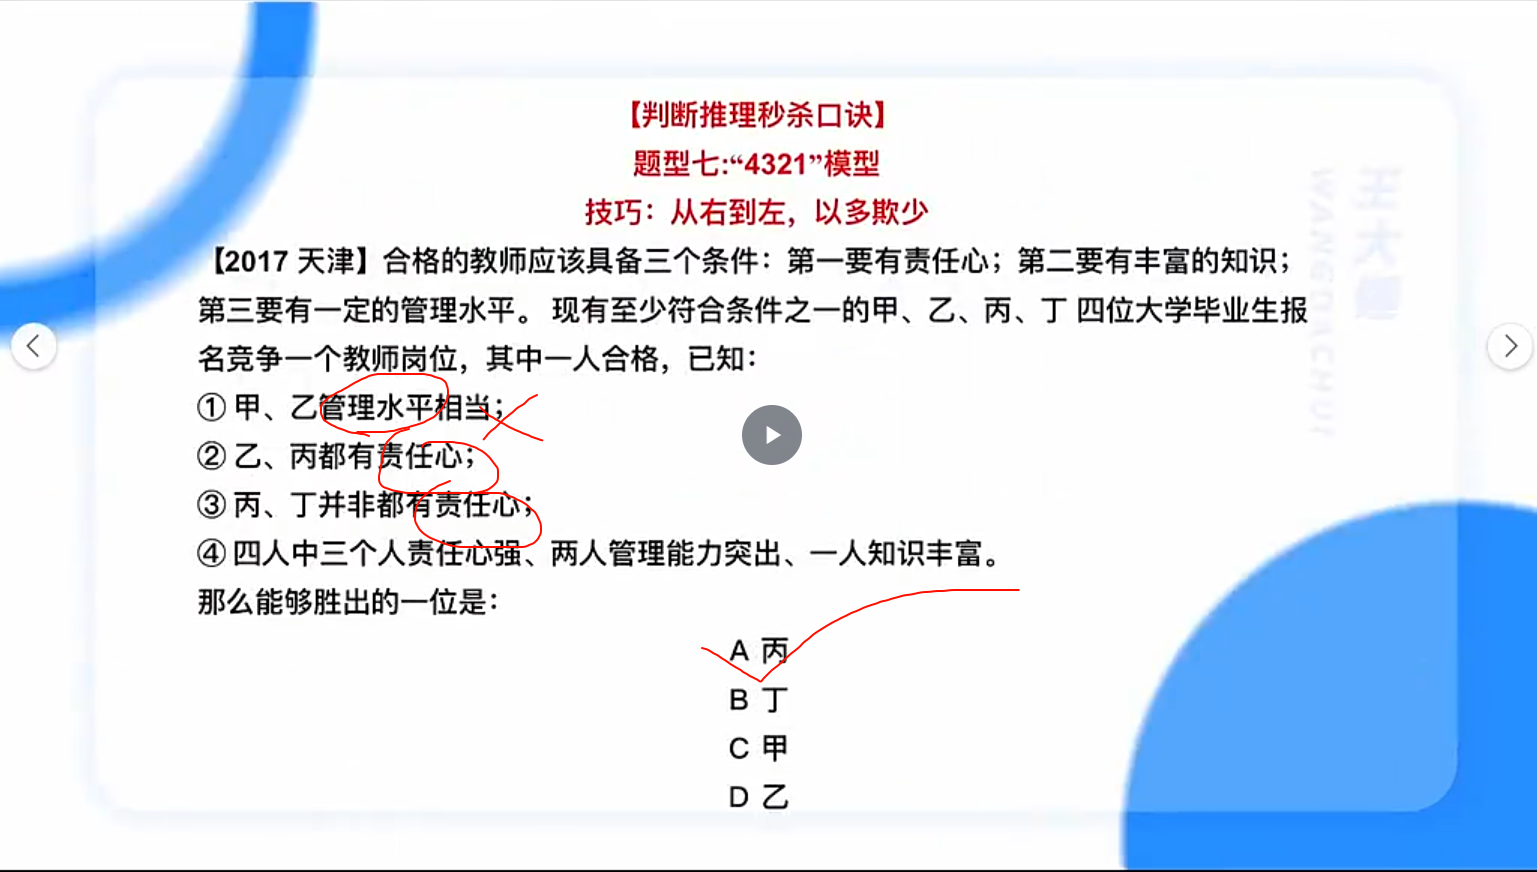 【判断推理秒杀口诀】
题型七:“4321”模型
技巧：从右到左，以多欺少
【2017 天津】合格的教师应该具备三个条件：第一要有责任心；第二要有丰富的知识；
第三要有一定的管理水平。 现有至少符合条件之一的甲、乙、丙、丁 四位大学毕业生报
名竞争一个教师岗位，其中一人合格，已知：
① 甲、乙管理水平相当；
② 乙、丙都有责任心；
③ 丙、丁并非都有责任心；
④ 四人中三个人责任心强、两人管理能力突出、一人知识丰富。
那么能够胜出的一位是：
A 丙
B 丁
C 甲
D 乙